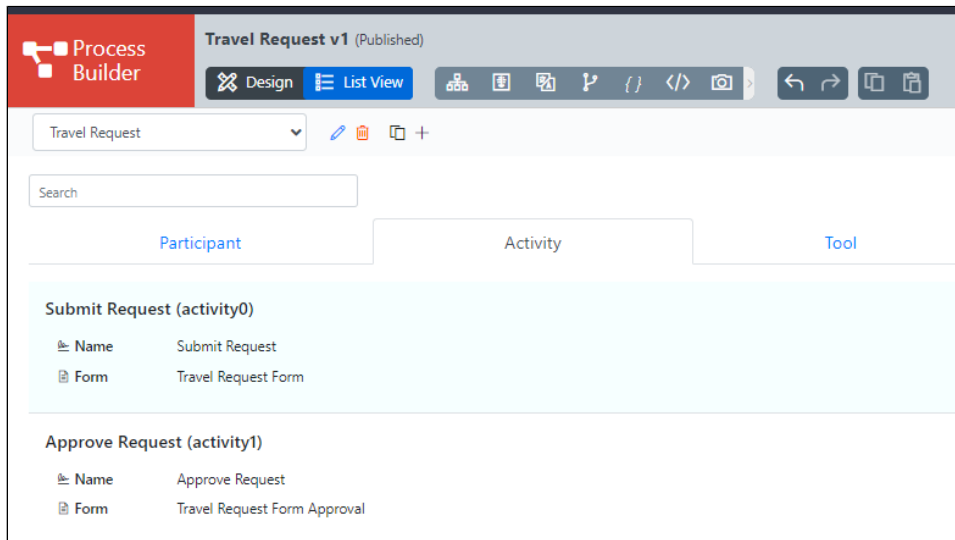 Process
Builder
Travel Request v1 (Published)
Design List View { } </>
Travel Request
Search
Participant Activity Tool
Submit Request (activity0)
Name Submit Request
Form Travel Request Form
Approve Request (activity1)
Name Approve Request
Form Travel Request Form Approval